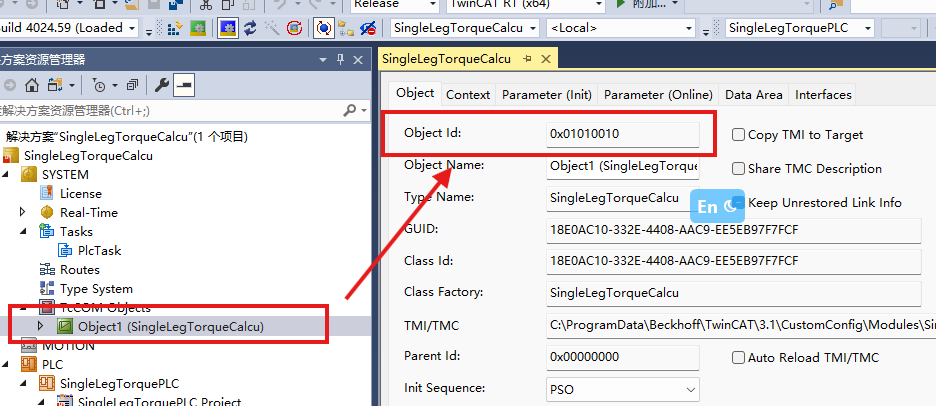 Release
TwinCAT RT (x64)
附加...
Build 4024.59 (Loaded)
SingleLegTorqueCalcu
<Local>
SingleLegTorquePLC
方案资源管理器
解决方案资源管理器(Ctrl+;)
解决方案"SingleLegTorqueCalcu"(1 个项目)
SingleLegTorqueCalcu
SYSTEM
License
Real-Time
Tasks
PlcTask
Routes
Type System
TcCOM Objects
Object1 (SingleLegTorqueCalcu)
MOTION
PLC
SingleLegTorquePLC
SingleLegTorquePLC Project
SingleLegTorqueCalcu
Object
Context
Parameter (Init)
Parameter (Online)
Data Area
Interfaces
Object Id:
0x01010010
Copy TMI to Target
Object Name:
Object1 (SingleLegTorque
Share TMC Description
Type Name:
SingleLegTorqueCalcu
En
Keep Unrestored Link Info
GUID:
18E0AC10-332E-4408-AAC9-EE5EB97F7FCF
Class Id:
18E0AC10-332E-4408-AAC9-EE5EB97F7FCF
Class Factory:
SingleLegTorqueCalcu
TMI/TMC
C:\ProgramData\Beckhoff\TwinCAT\3.1\CustomConfig\Modules\Sin
Parent Id:
0x00000000
Auto Reload TMI/TMC
Init Sequence:
PSO